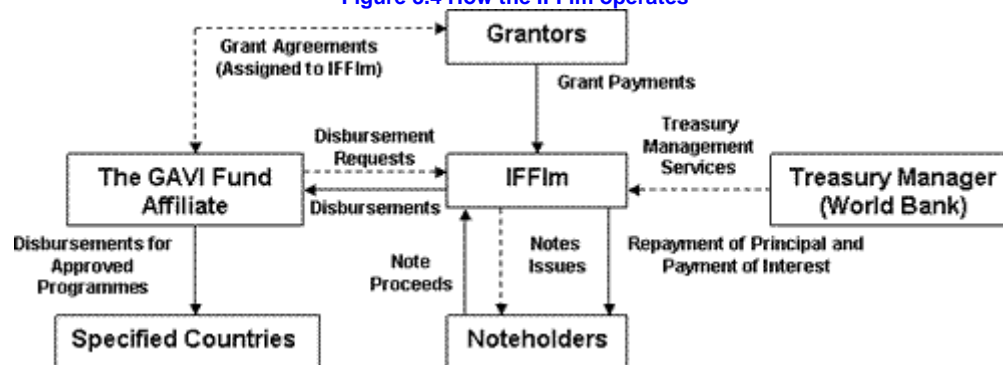 Figure 3.4 How the IFFIm operates
Grantors
Grant Agreements
(Assigned to IFFIm)
Grant Payments
Disbursement
Requests
Treasury
Management
Services
The GAVI Fund
Affiliate
IFFIm
Treasury Manager
(World Bank)
Disbursements
Disbursements for
Approved
Programmes
Note
Proceeds
Notes
Issues
Repayment of Principal and
Payment of Interest
Specified Countries
Noteholders